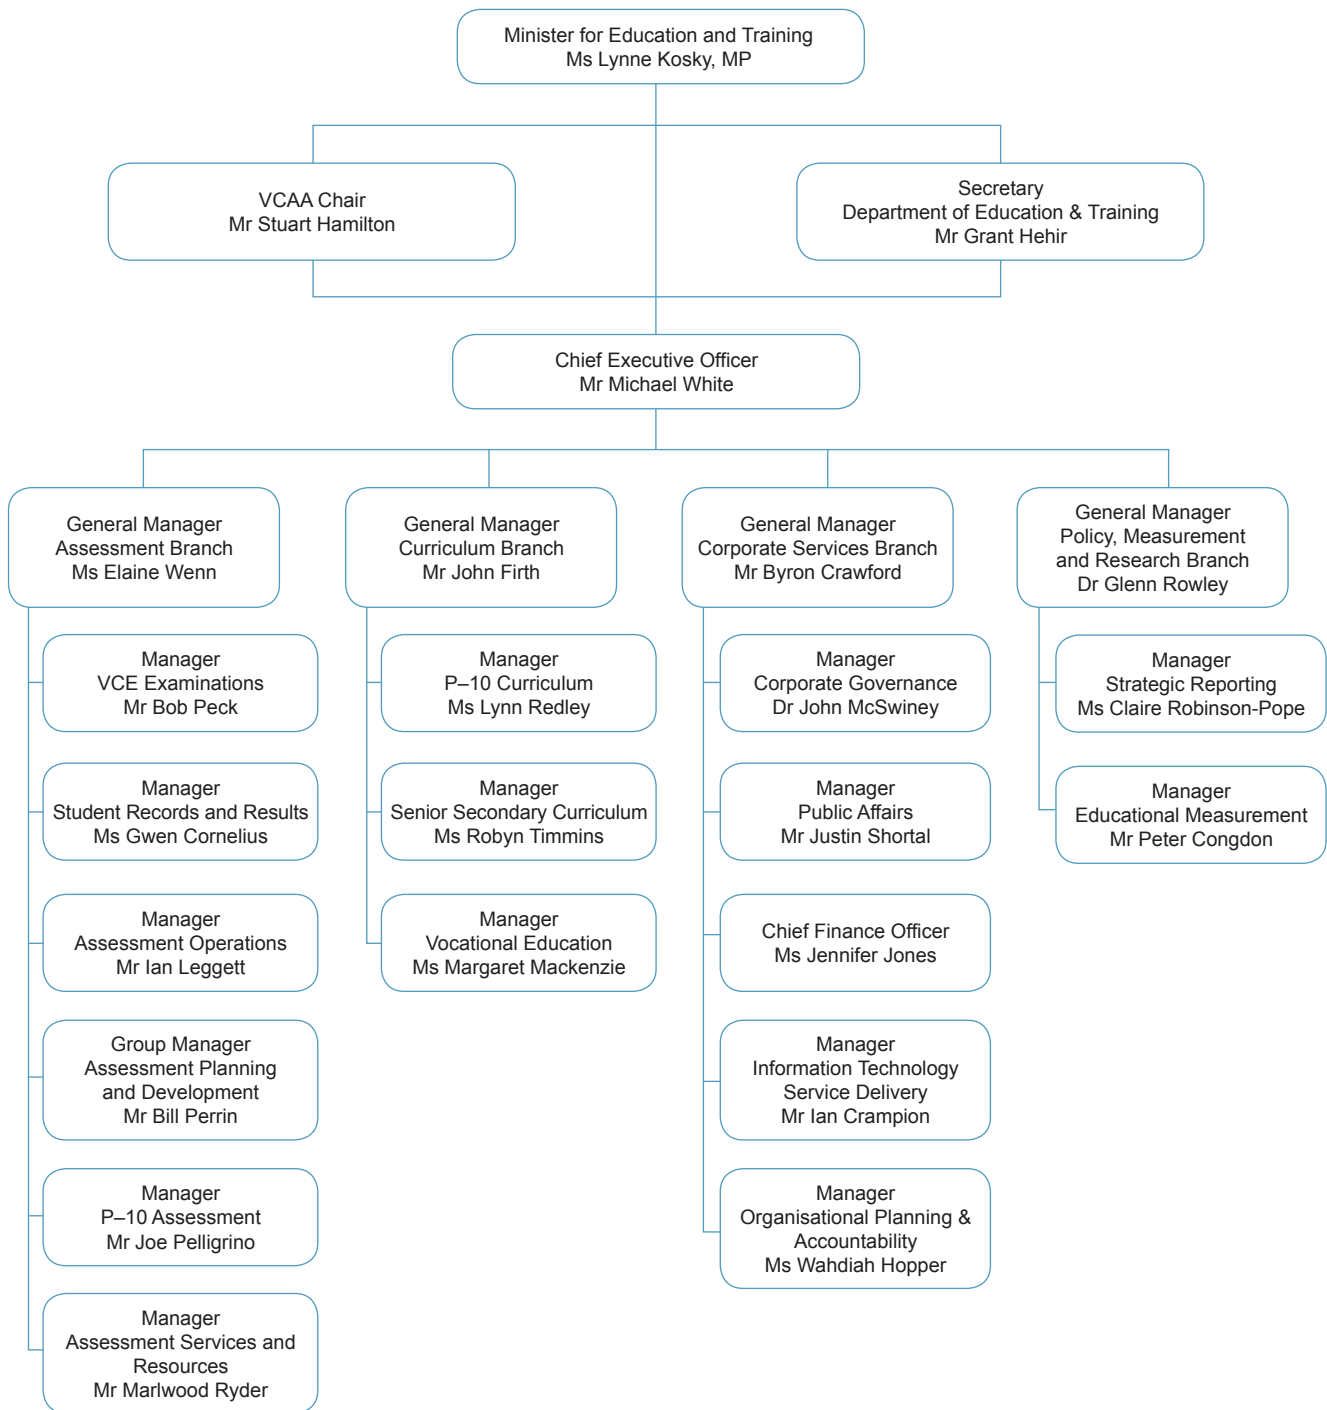 Minister for Education and Training
Ms Lynne Kosky, MP
VCAA Chair
Mr Stuart Hamilton
Secretary
Department of Education & Training
Mr Grant Hehir
Chief Executive Officer
Mr Michael White
General Manager
Assessment Branch
Ms Elaine Wenn
General Manager
Curriculum Branch
Mr John Firth
General Manager
Corporate Services Branch
Mr Byron Crawford
General Manager
Policy, Measurement
and Research Branch
Dr Glenn Rowley
Manager
VCE Examinations
Mr Bob Peck
Manager
Student Records and Results
Ms Gwen Cornelius
Manager
Assessment Operations
Mr Ian Leggett
Group Manager
Assessment Planning
and Development
Mr Bill Perrin
Manager
P–10 Assessment
Mr Joe Pelligrino
Manager
Assessment Services and
Resources
Mr Marlwood Ryder
Manager
P–10 Curriculum
Ms Lynn Redley
Manager
Senior Secondary Curriculum
Ms Robyn Timmins
Manager
Vocational Education
Ms Margaret Mackenzie
Manager
Corporate Governance
Dr John McSwiney
Manager
Public Affairs
Mr Justin Shortal
Chief Finance Officer
Ms Jennifer Jones
Manager
Information Technology
Service Delivery
Mr Ian Crampion
Manager
Organisational Planning &
Accountability
Ms Wahdiah Hopper
Manager
Strategic Reporting
Ms Claire Robinson-Pope
Manager
Educational Measurement
Mr Peter Congdon